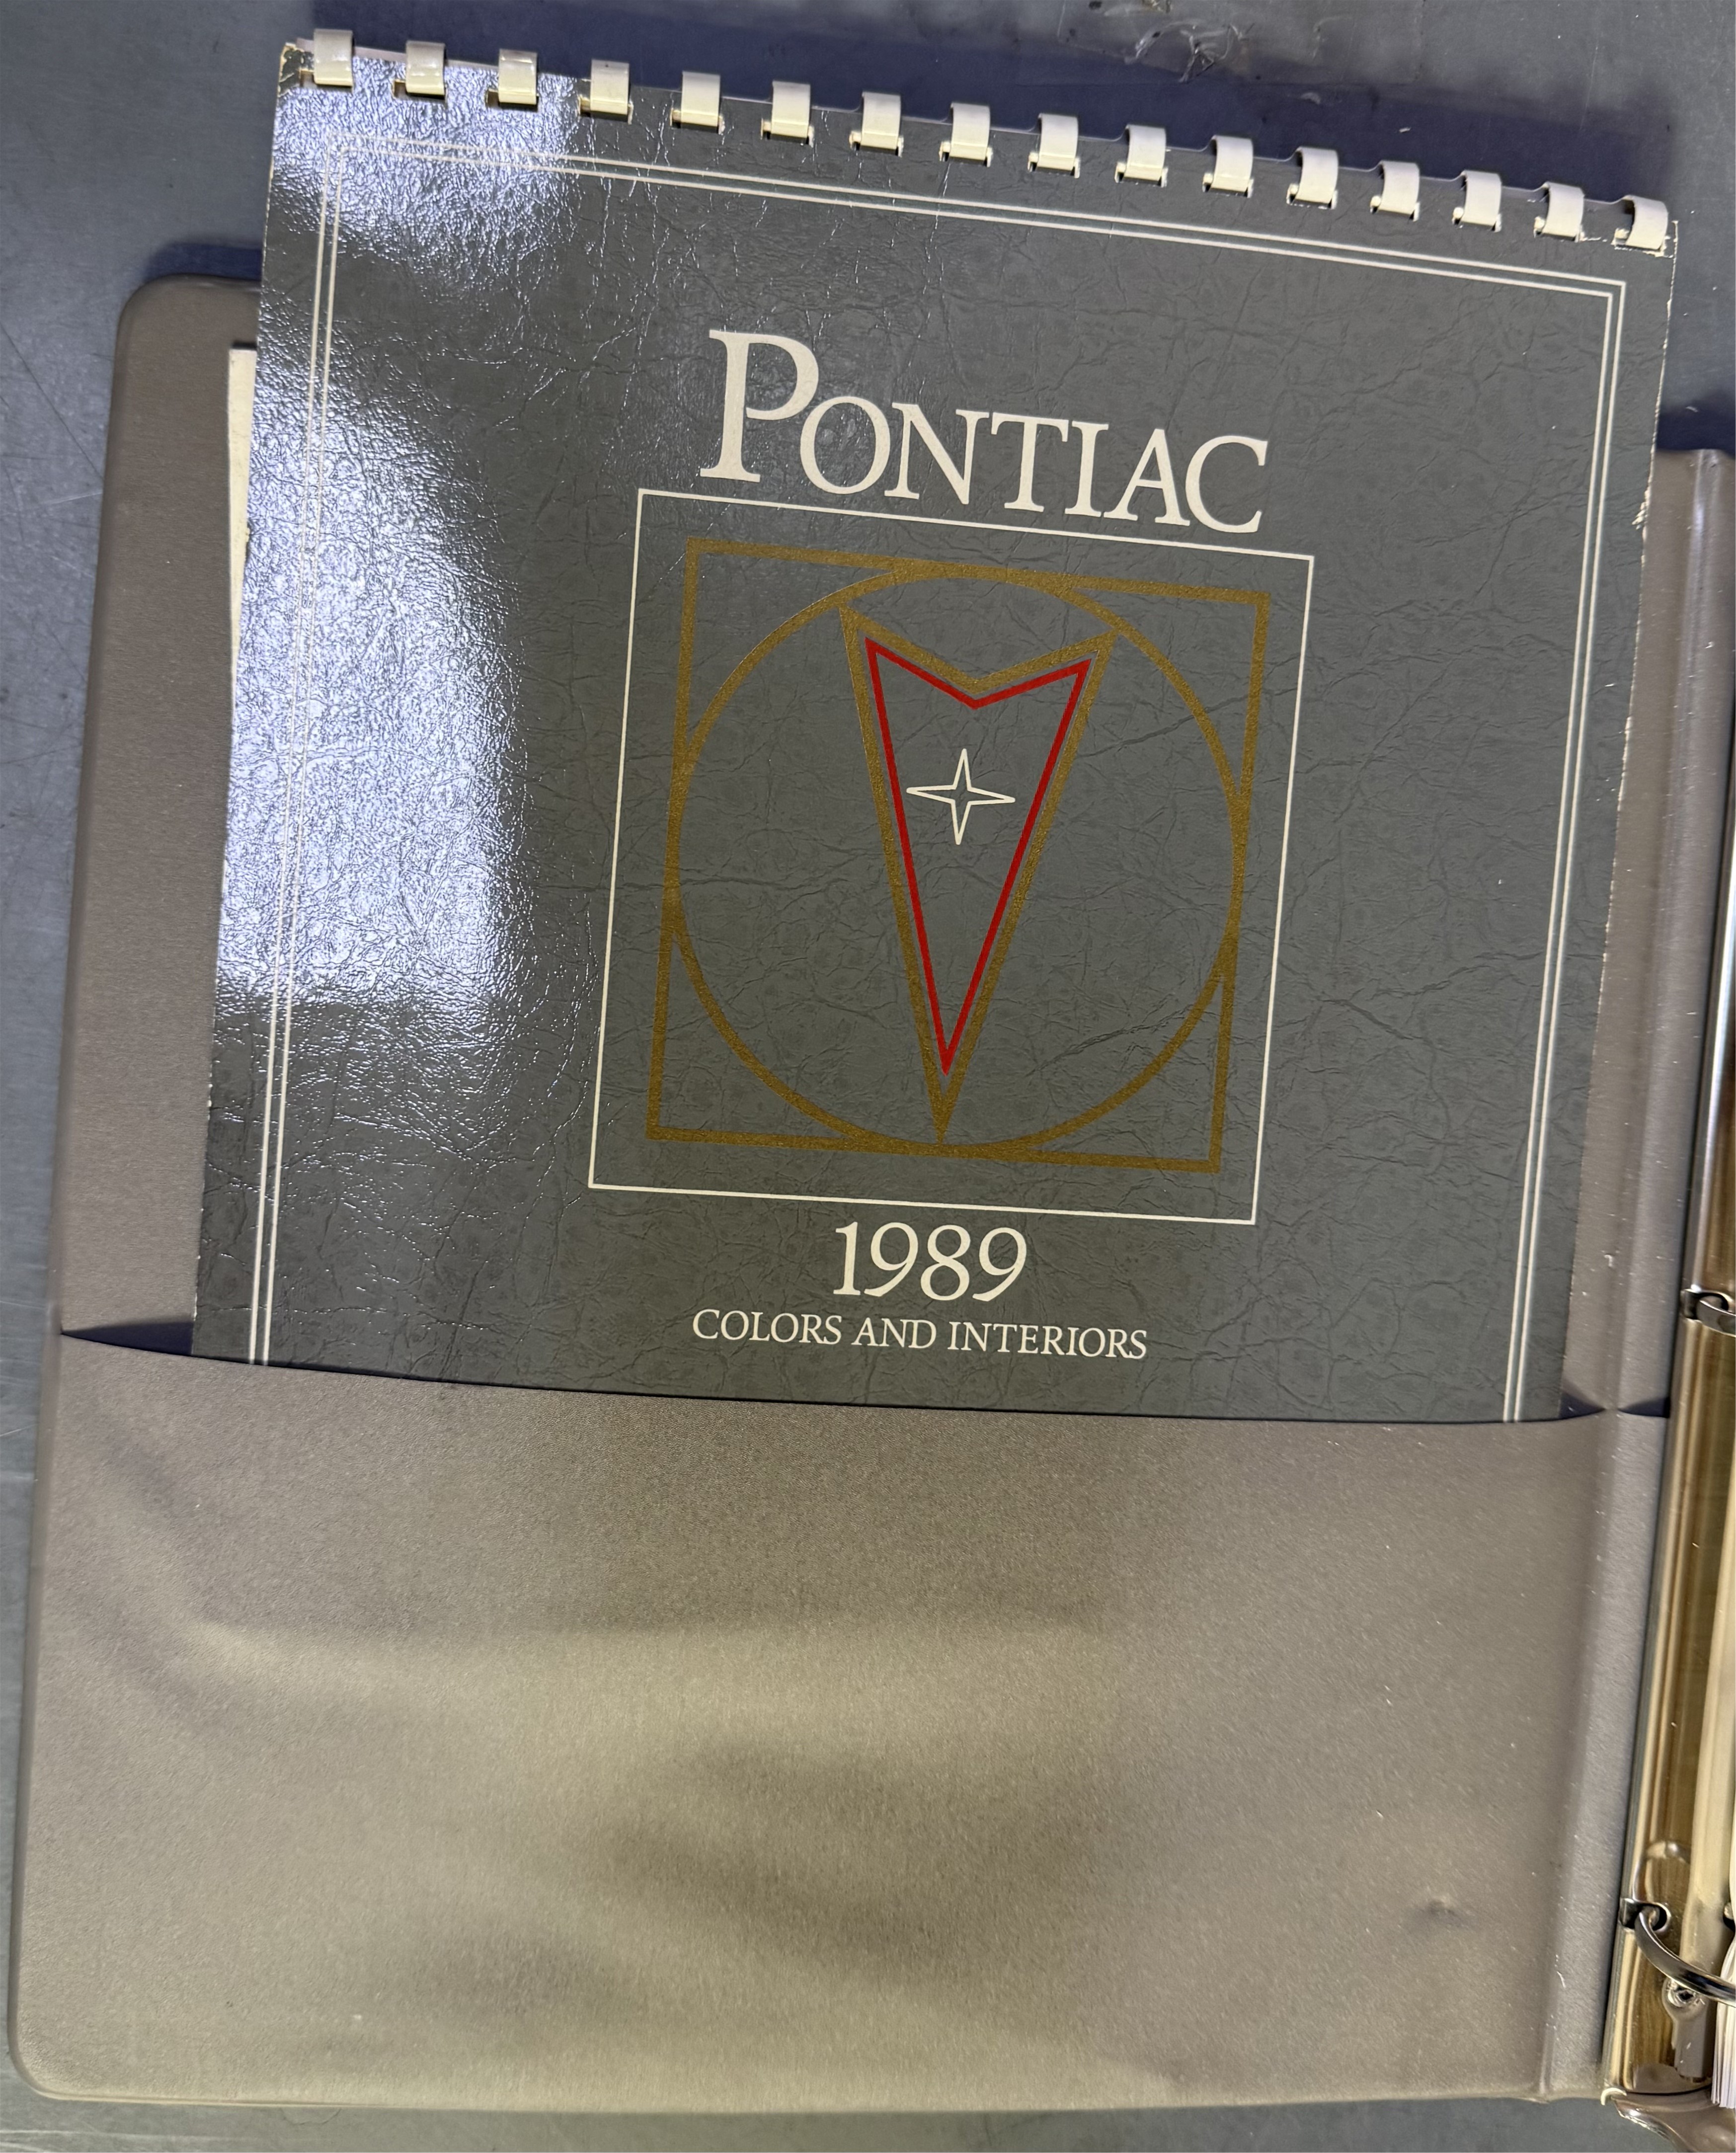 PONTIAC
1989
COLORS AND INTERIORS